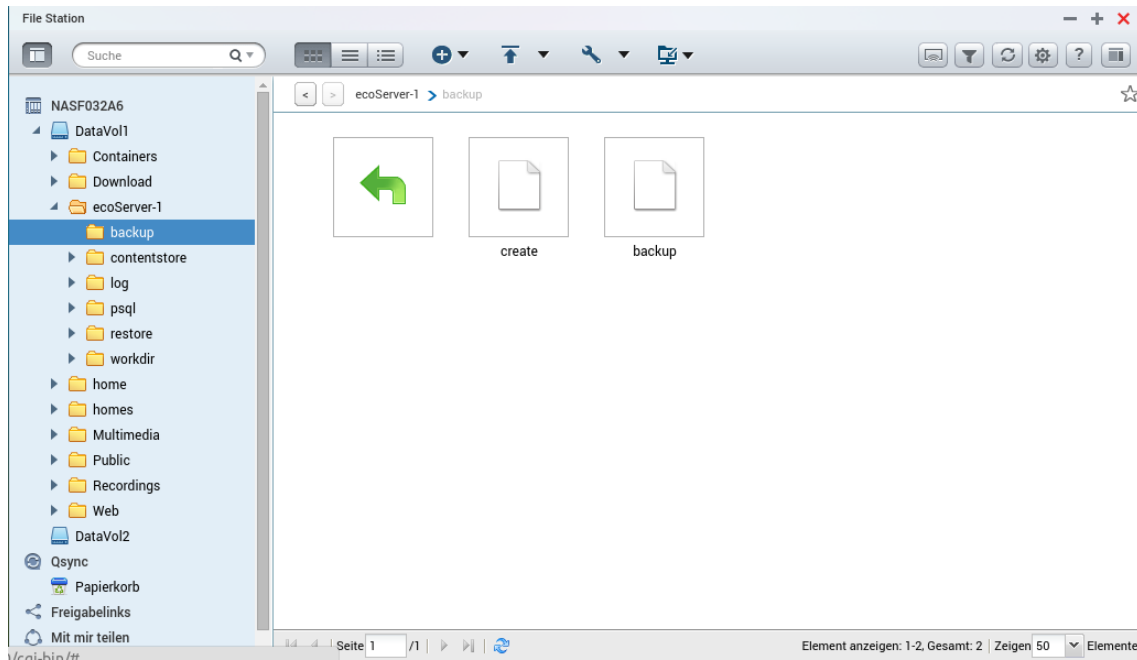 File Station
Suche
?
NASF032A6
DataVol1
Containers
Download
ecoServer-1
backup
contentstore
log
psql
restore
workdir
home
homes
Multimedia
Public
Recordings
Web
DataVol2
Qsync
Papierkorb
Freigabelinks
Mit mir teilen
ecoServer-1 backup
create backup
Seite 1 /1
Element anzeigen: 1-2, Gesamt: 2 Zeigen 50 Elemente